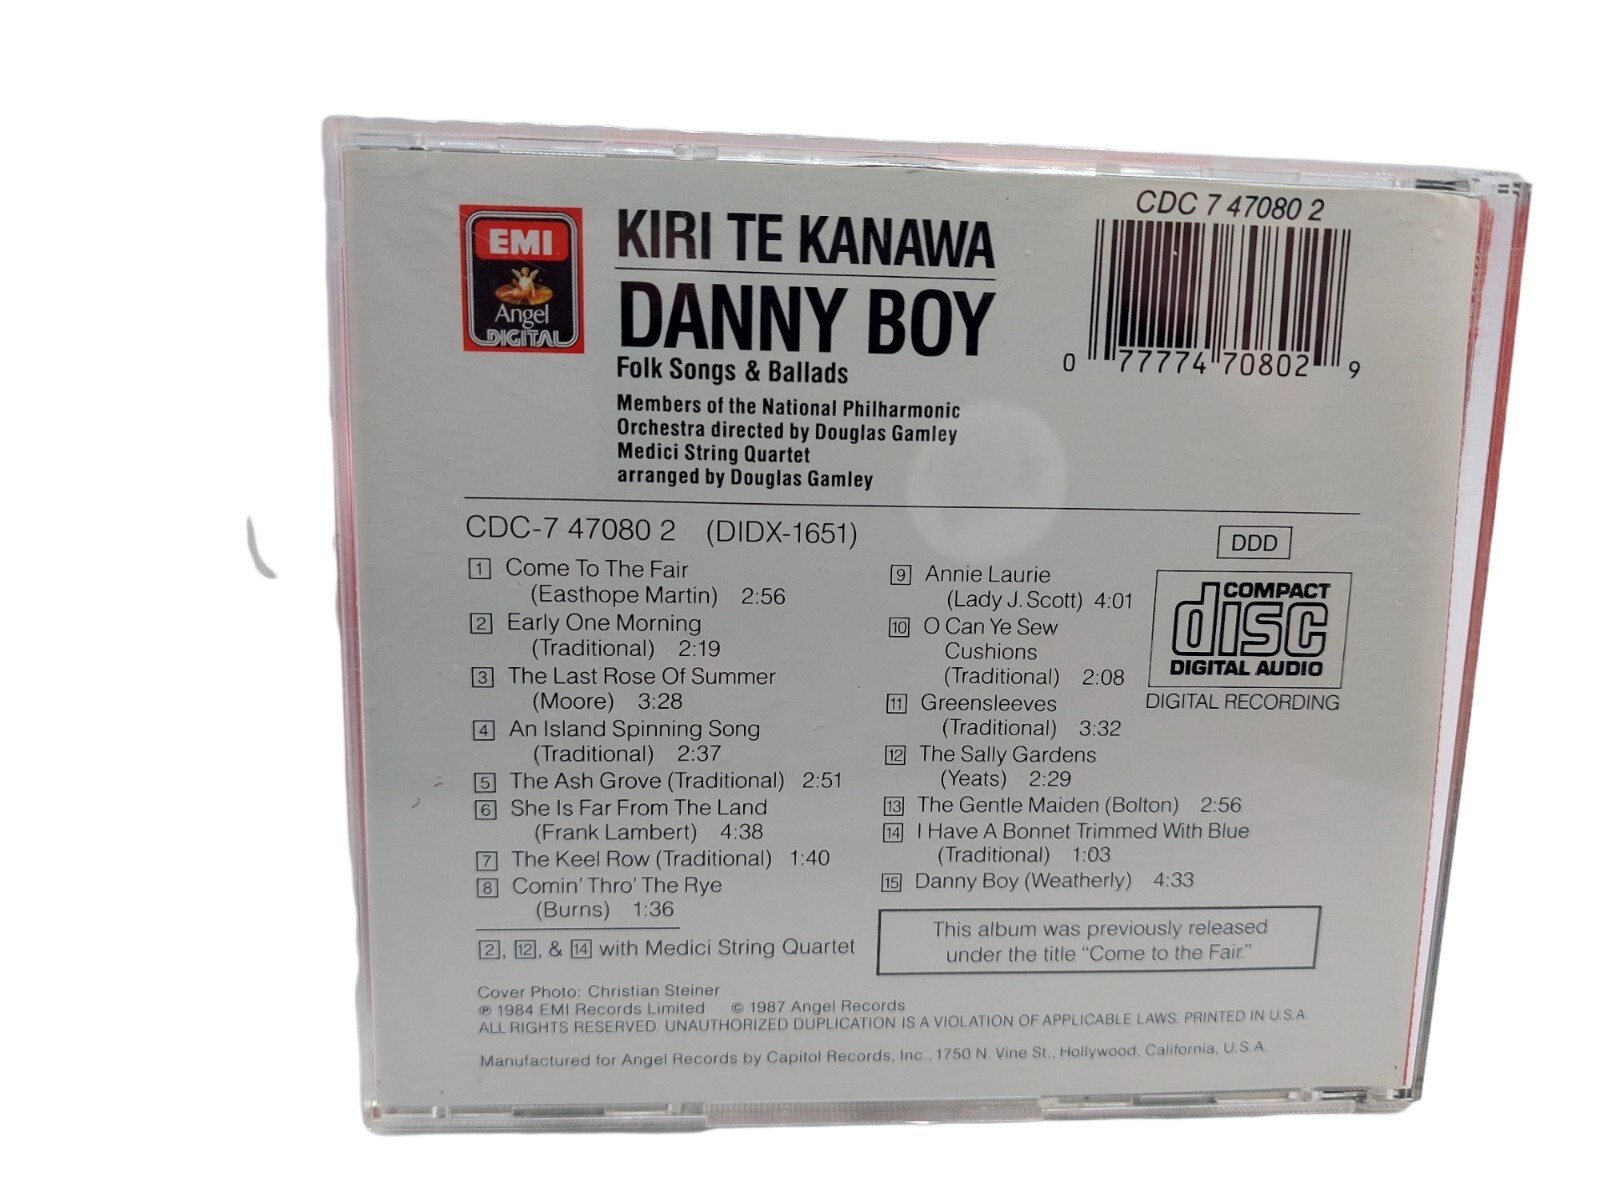 EMI
Angel
DIGITAL
KIRI TE KANAWA
DANNY BOY
Folk Songs & Ballads
Members of the National Philharmonic
Orchestra directed by Douglas Gamley
Medici String Quartet
arranged by Douglas Gamley
CDC 7 47080 2
0 77774 70802 9
CDC-7 47080 2 (DIDX-1651)
1 Come To The Fair
(Easthope Martin) 2:56
2 Early One Morning
(Traditional) 2:19
3 The Last Rose Of Summer
(Moore) 3:28
4 An Island Spinning Song
(Traditional) 2:37
5 The Ash Grove (Traditional) 2:51
6 She Is Far From The Land
(Frank Lambert) 4:38
7 The Keel Row (Traditional) 1:40
8 Comin' Thro' The Rye
(Burns) 1:36
2, 12, & 14 with Medici String Quartet
9 Annie Laurie
(Lady J. Scott) 4:01
10 O Can Ye Sew
Cushions
(Traditional) 2:08
11 Greensleeves
(Traditional) 3:32
12 The Sally Gardens
(Yeats) 2:29
13 The Gentle Maiden (Bolton) 2:56
14 I Have A Bonnet Trimmed With Blue
(Traditional) 1:03
15 Danny Boy (Weatherly) 4:33
DDD
COMPACT
disc
DIGITAL AUDIO
DIGITAL RECORDING
This album was previously released
under the title "Come to the Fair."
Cover Photo: Christian Steiner
℗ 1984 EMI Records Limited © 1987 Angel Records
ALL RIGHTS RESERVED. UNAUTHORIZED DUPLICATION IS A VIOLATION OF APPLICABLE LAWS. PRINTED IN U.S.A.
Manufactured for Angel Records by Capitol Records, Inc., 1750 N. Vine St., Hollywood, California, U.S.A.